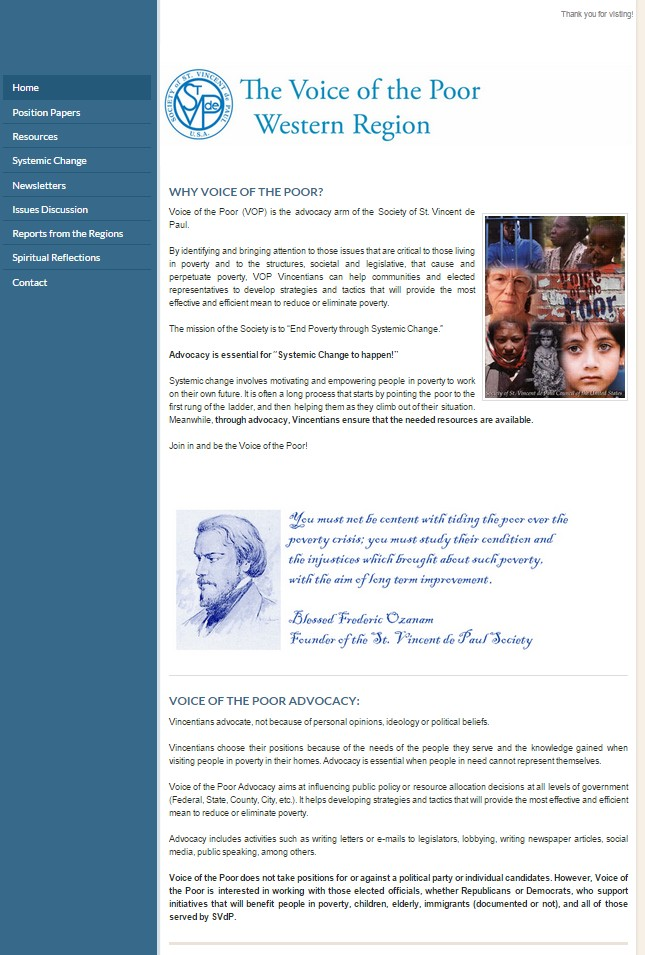 Thank you for visting!
Home
Position Papers
Resources
Systemic Change
Newsletters
Issues Discussion
Reports from the Regions
Spiritual Reflections
Contact
SOCIETY of ST. VINCENT de PAUL
U.S.A.
ST
V de
P
The Voice of the Poor
Western Region
WHY VOICE OF THE POOR?
Voice of the Poor (VOP) is the advocacy arm of the Society of St. Vincent de
Paul.
By identifying and bringing attention to those issues that are critical to those living
in poverty and to the structures, societal and legislative, that cause and
perpetuate poverty, VOP Vincentians can help communities and elected
representatives to develop strategies and tactics that will provide the most
effective and efficient mean to reduce or eliminate poverty.
The mission of the Society is to “End Poverty through Systemic Change.”
Advocacy is essential for “Systemic Change to happen!”
Systemic change involves motivating and empowering people in poverty to work
on their own future. It is often a long process that starts by pointing the poor to the
first rung of the ladder, and then helping them as they climb out of their situation.
Meanwhile, through advocacy, Vincentians ensure that the needed resources are available.
Join in and be the Voice of the Poor!
Voice
of the
Poor
Society of St. Vincent de Paul Council of the United States
You must not be content with tiding the poor over the
poverty crisis; you must study their condition and
the injustices which brought about such poverty,
with the aim of long term improvement.
Blessed Frederic Ozanam
Founder of the St. Vincent de Paul Society
VOICE OF THE POOR ADVOCACY:
Vincentians advocate, not because of personal opinions, ideology or political beliefs.
Vincentians choose their positions because of the needs of the people they serve and the knowledge gained when
visiting people in poverty in their homes. Advocacy is essential when people in need cannot represent themselves.
Voice of the Poor Advocacy aims at influencing public policy or resource allocation decisions at all levels of government
(Federal, State, County, City, etc.). It helps developing strategies and tactics that will provide the most effective and efficient
mean to reduce or eliminate poverty.
Advocacy includes activities such as writing letters or e-mails to legislators, lobbying, writing newspaper articles, social
media, public speaking, among others.
Voice of the Poor does not take positions for or against a political party or individual candidates. However, Voice of
the Poor is interested in working with those elected officials, whether Republicans or Democrats, who support
initiatives that will benefit people in poverty, children, elderly, immigrants (documented or not), and all of those
served by SVdP.